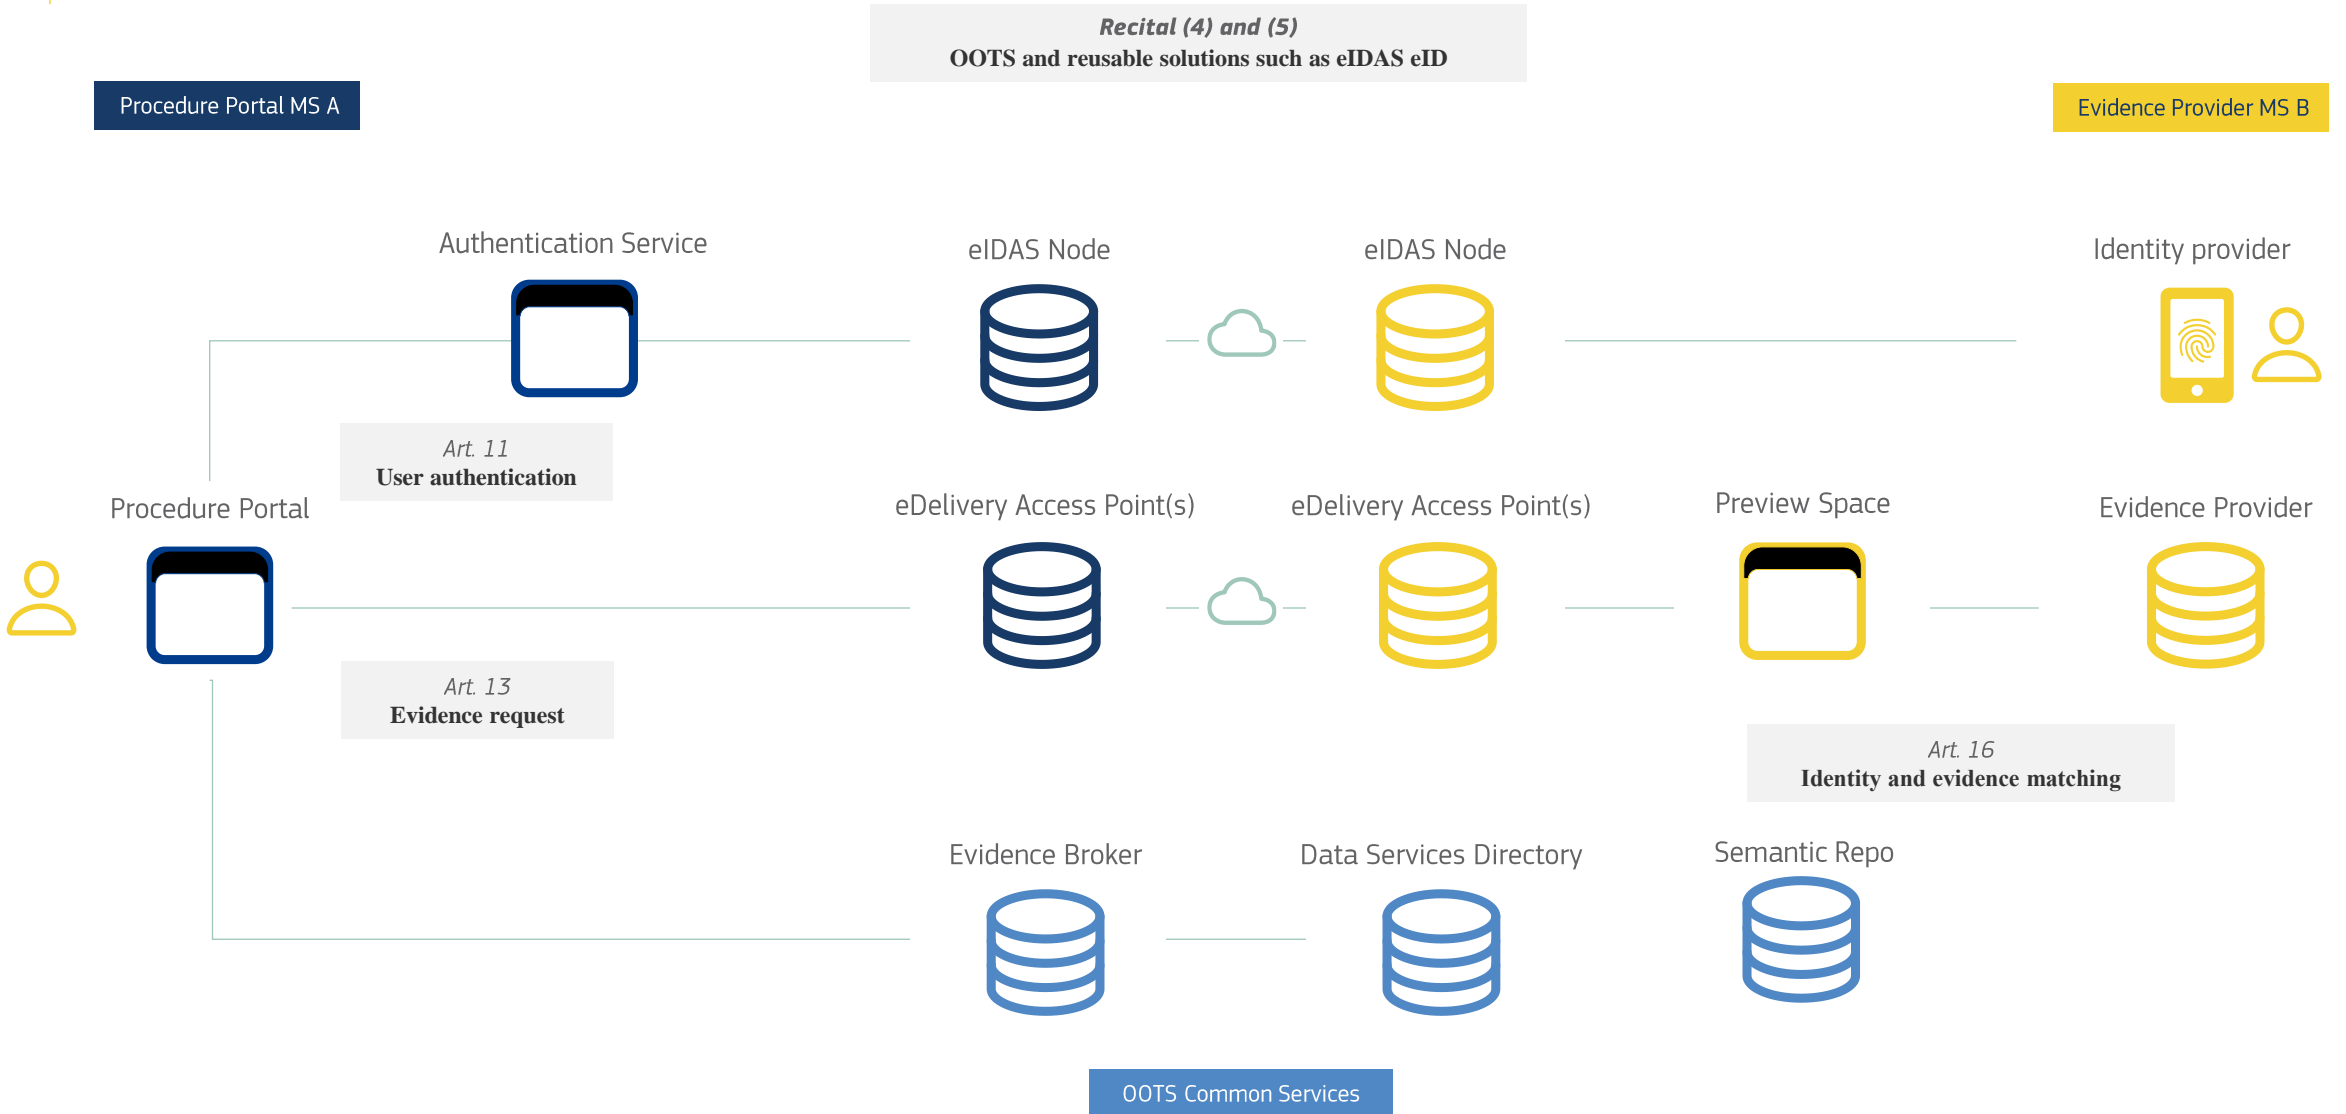 Recital (4) and (5)
OOTS and reusable solutions such as eIDAS eID
Procedure Portal MS A
Evidence Provider MS B
Authentication Service
eIDAS Node
eIDAS Node
Identity provider
Art. 11
User authentication
Procedure Portal
eDelivery Access Point(s)
eDelivery Access Point(s)
Preview Space
Evidence Provider
Art. 13
Evidence request
Art. 16
Identity and evidence matching
Evidence Broker
Data Services Directory
Semantic Repo
OOTS Common Services